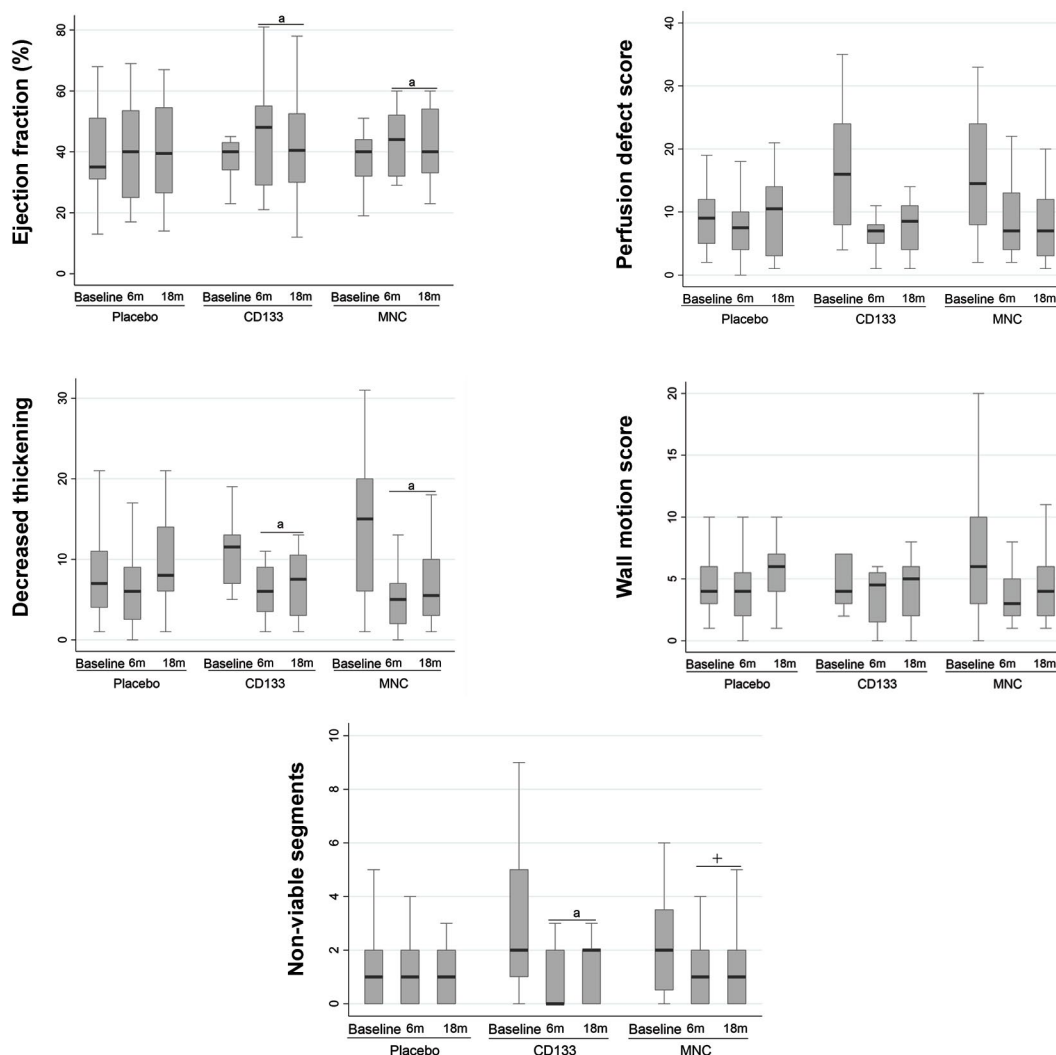 Ejection fraction (%)
80
60
40
20
0
a
a
Baseline 6m 18m Baseline 6m 18m Baseline 6m 18m
Placebo CD133 MNC
Perfusion defect score
40
30
20
10
0
Baseline 6m 18m Baseline 6m 18m Baseline 6m 18m
Placebo CD133 MNC
Decreased thickening
30
20
10
0
a
a
Baseline 6m 18m Baseline 6m 18m Baseline 6m 18m
Placebo CD133 MNC
Wall motion score
20
15
10
5
0
Baseline 6m 18m Baseline 6m 18m Baseline 6m 18m
Placebo CD133 MNC
Non-viable segments
10
8
6
4
2
0
a
+
Baseline 6m 18m Baseline 6m 18m Baseline 6m 18m
Placebo CD133 MNC